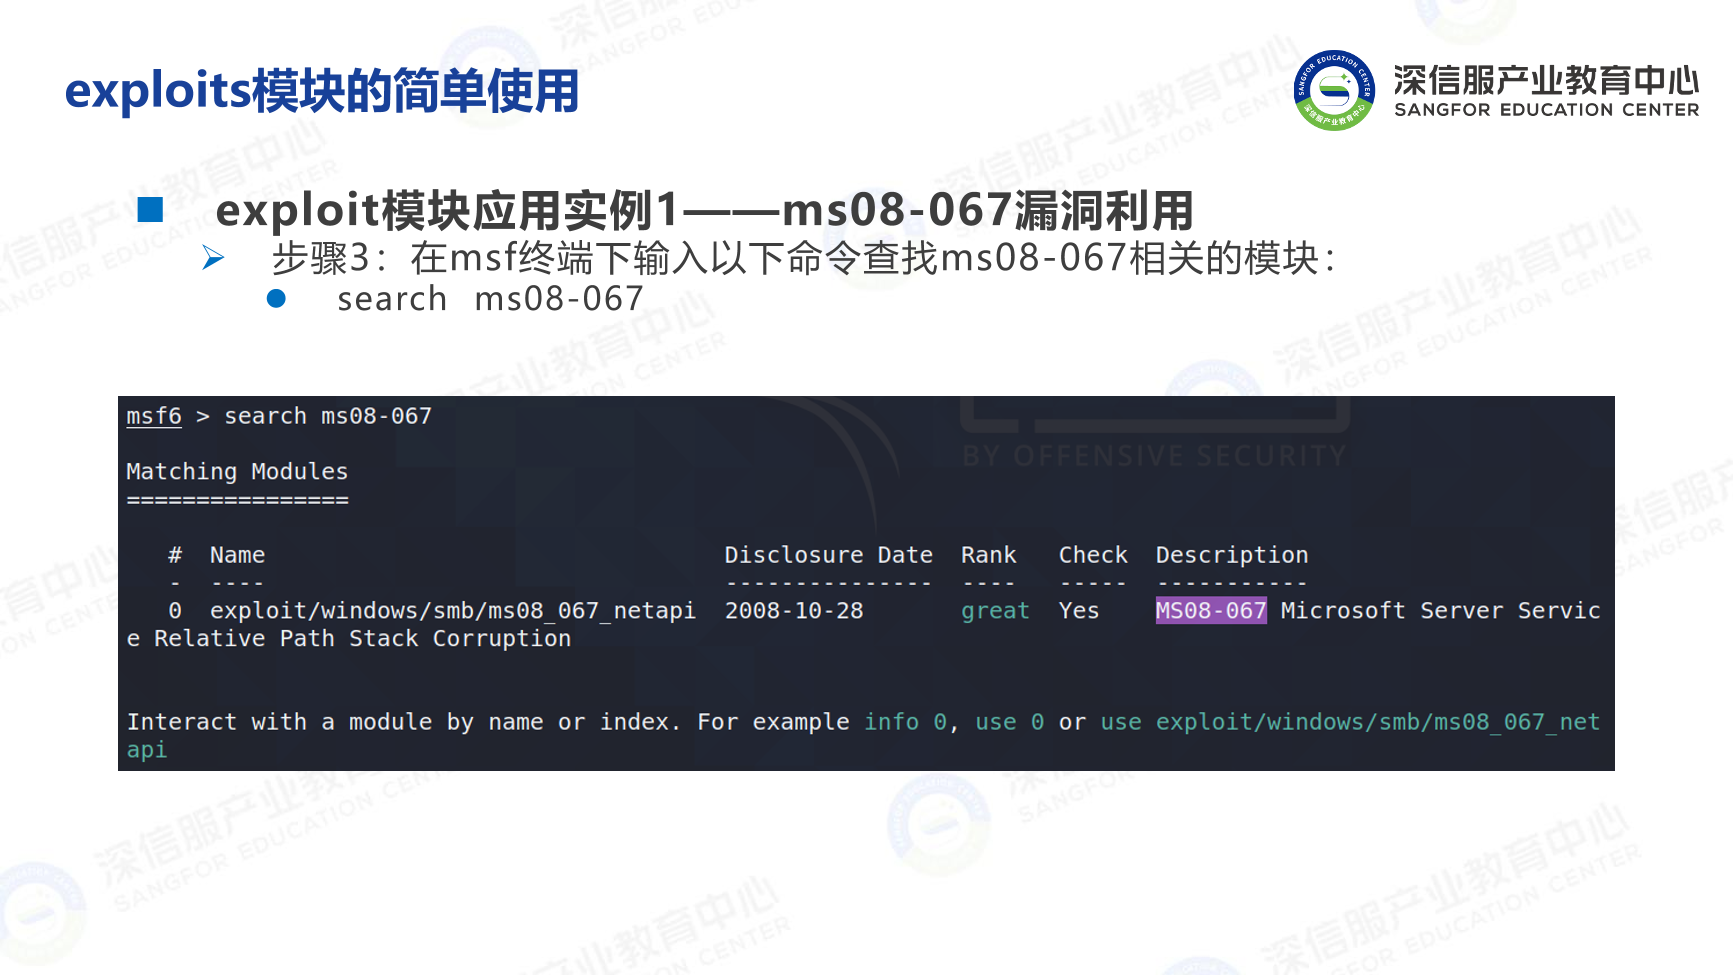 exploits模块的简单使用
深信服产业教育中心
SANGFOR EDUCATION CENTER
exploit模块应用实例1——ms08-067漏洞利用
步骤3：在msf终端下输入以下命令查找ms08-067相关的模块：
search ms08-067
BY OFFENSIVE SECURITY
msf6 > search ms08-067
Matching Modules
================
# Name Disclosure Date Rank Check Description
- ---- --------------- ---- ----- -----------
0 exploit/windows/smb/ms08_067_netapi 2008-10-28 great Yes MS08-067 Microsoft Server Servic
e Relative Path Stack Corruption
Interact with a module by name or index. For example info 0, use 0 or use exploit/windows/smb/ms08_067_net
api